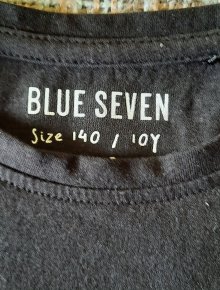 BLUE SEVEN
Size 140 / 10Y